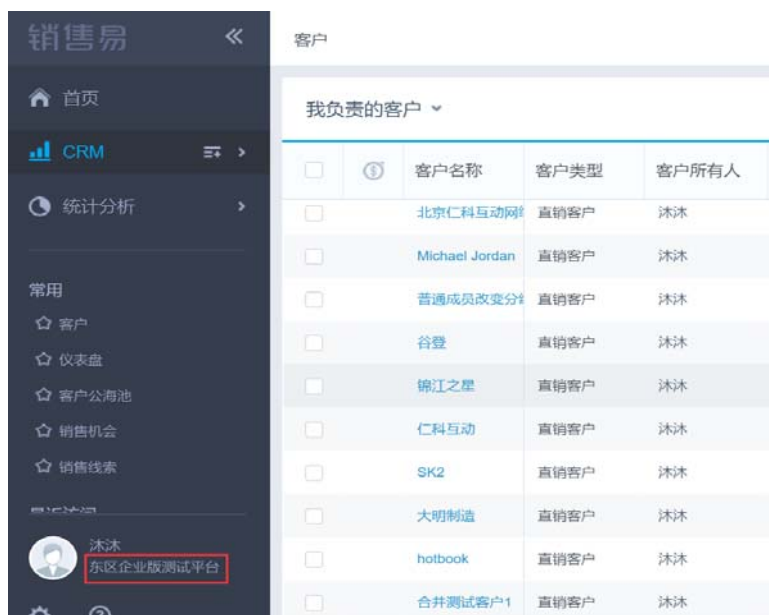 销售易
客户
首页
CRM
统计分析
常用
客户
仪表盘
客户公海池
销售机会
销售线索
最近访问
沐沐
东区企业版测试平台
我负责的客户
客户名称 客户类型 客户所有人
北京仁科互动网络 直销客户 沐沐
Michael Jordan 直销客户 沐沐
普通成员改变分 直销客户 沐沐
谷登 直销客户 沐沐
锦江之星 直销客户 沐沐
仁科互动 直销客户 沐沐
SK2 直销客户 沐沐
大明制造 直销客户 沐沐
hotbook 直销客户 沐沐
合并测试客户1 直销客户 沐沐